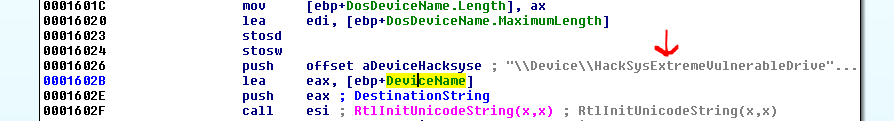 0001601C mov [ebp+DosDeviceName.Length], ax
00016020 lea edi, [ebp+DosDeviceName.MaximumLength]
00016023 stosd
00016024 stosw
00016026 push offset aDeviceHacksyse ; "\\Device\\HackSysExtremeVulnerableDrive"...
0001602B lea eax, [ebp+DeviceName]
0001602E push eax ; DestinationString
0001602F call esi ; RtlInitUnicodeString(x,x) ; RtlInitUnicodeString(x,x)